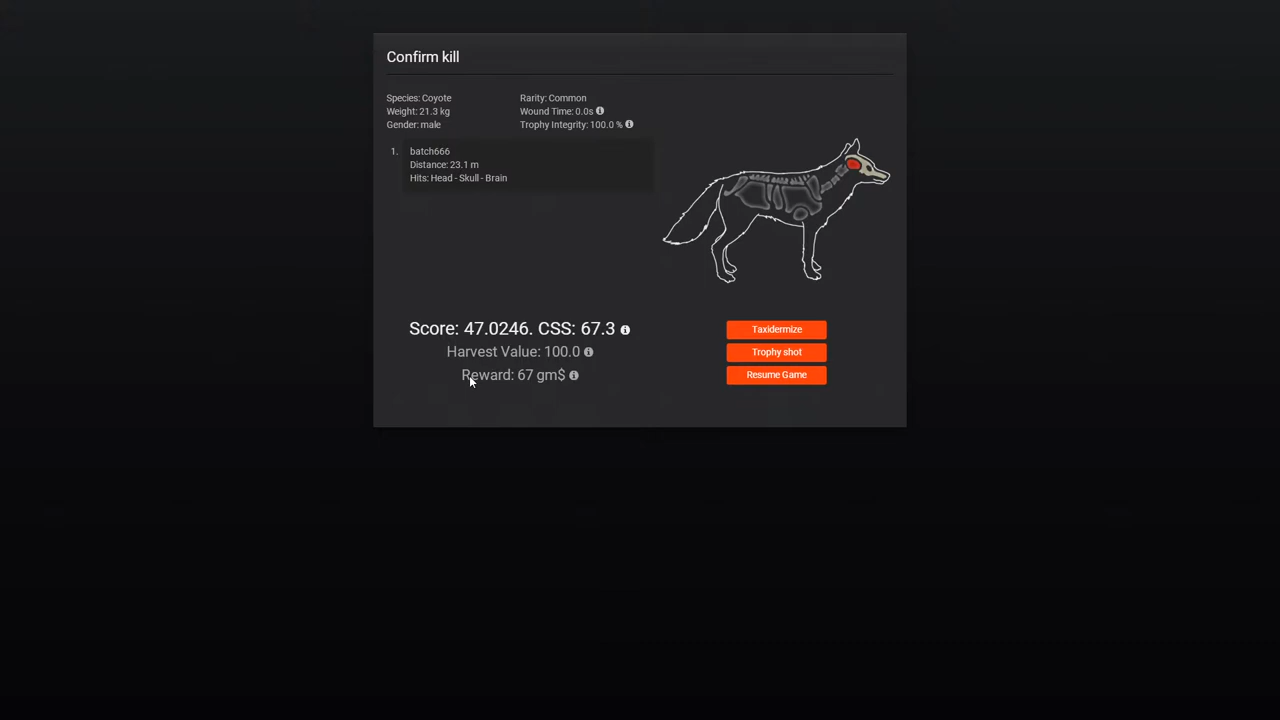 Confirm kill
Species: Coyote
Rarity: Common
Weight: 21.3 kg
Wound Time: 0.0s
Gender: male
Trophy Integrity: 100.0 %
1. batch666
Distance: 23.1 m
Hits: Head - Skull - Brain
Score: 47.0246. CSS: 67.3
Harvest Value: 100.0
Reward: 67 gm$
Taxidermize
Trophy shot
Resume Game